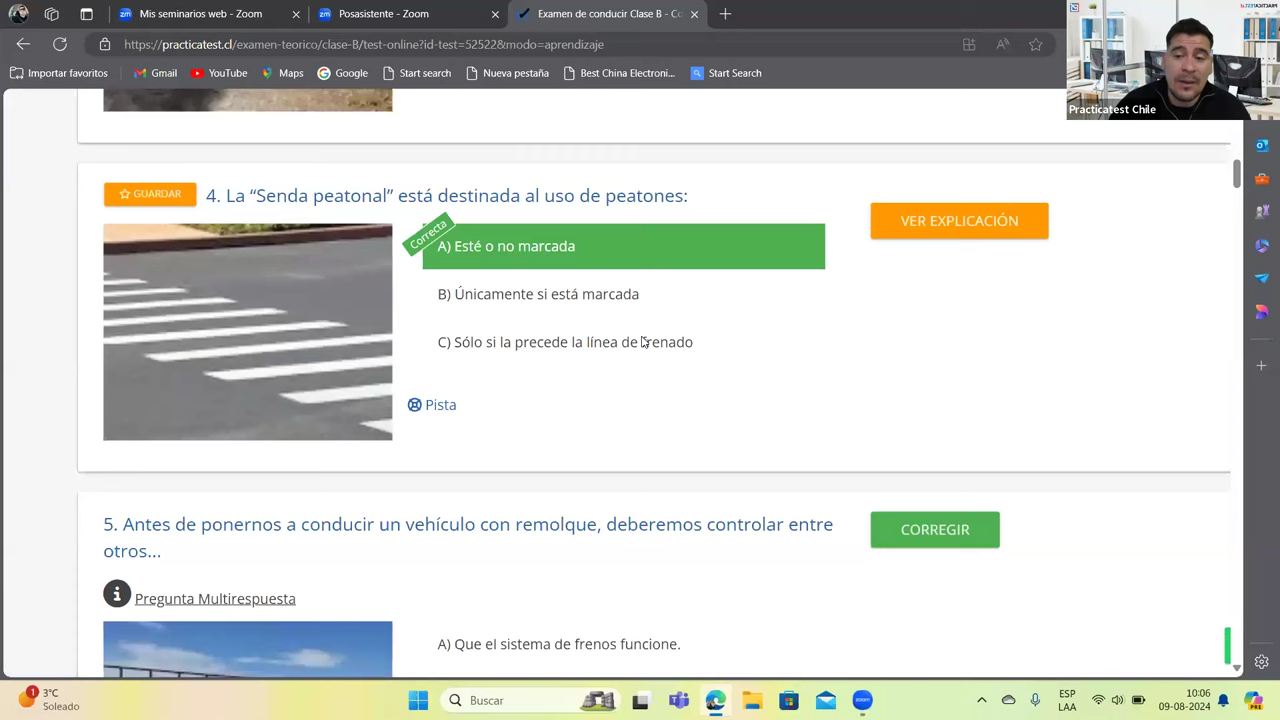 Mis seminarios web - Zoom
Posasistente - Zoom
Examen de conducir Clase B - Co
https://practicatest.cl/examen-teorico/clase-B/test-online?id-test=52522&modo=aprendizaje
Importar favoritos
Gmail
YouTube
Maps
Google
Start search
Nueva pestaña
Best China Electroni...
Start Search
Practicatest Chile
GUARDAR
4. La “Senda peatonal” está destinada al uso de peatones:
VER EXPLICACIÓN
Correcta
A) Esté o no marcada
B) Únicamente si está marcada
C) Sólo si la precede la línea de frenado
Pista
5. Antes de ponernos a conducir un vehículo con remolque, deberemos controlar entre
otros...
CORREGIR
Pregunta Multirespuesta
A) Que el sistema de frenos funcione.
1
3°C
Soleado
Buscar
zoom
ESP
LAA
10:06
09-08-2024
PRE